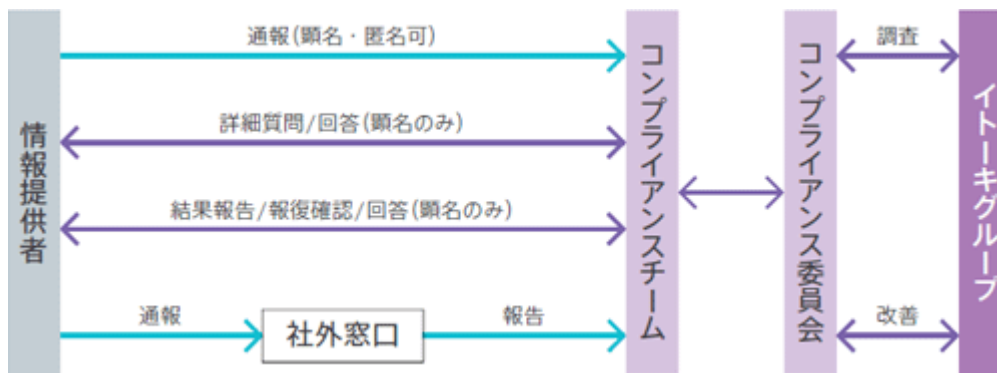 通報(顕名・匿名可)
調査
詳細質問/回答(顕名のみ)
結果報告/報復確認/回答(顕名のみ)
通報
社外窓口
報告
改善
情報提供者
コンプライアンスチーム
コンプライアンス委員会
イトーキグループ